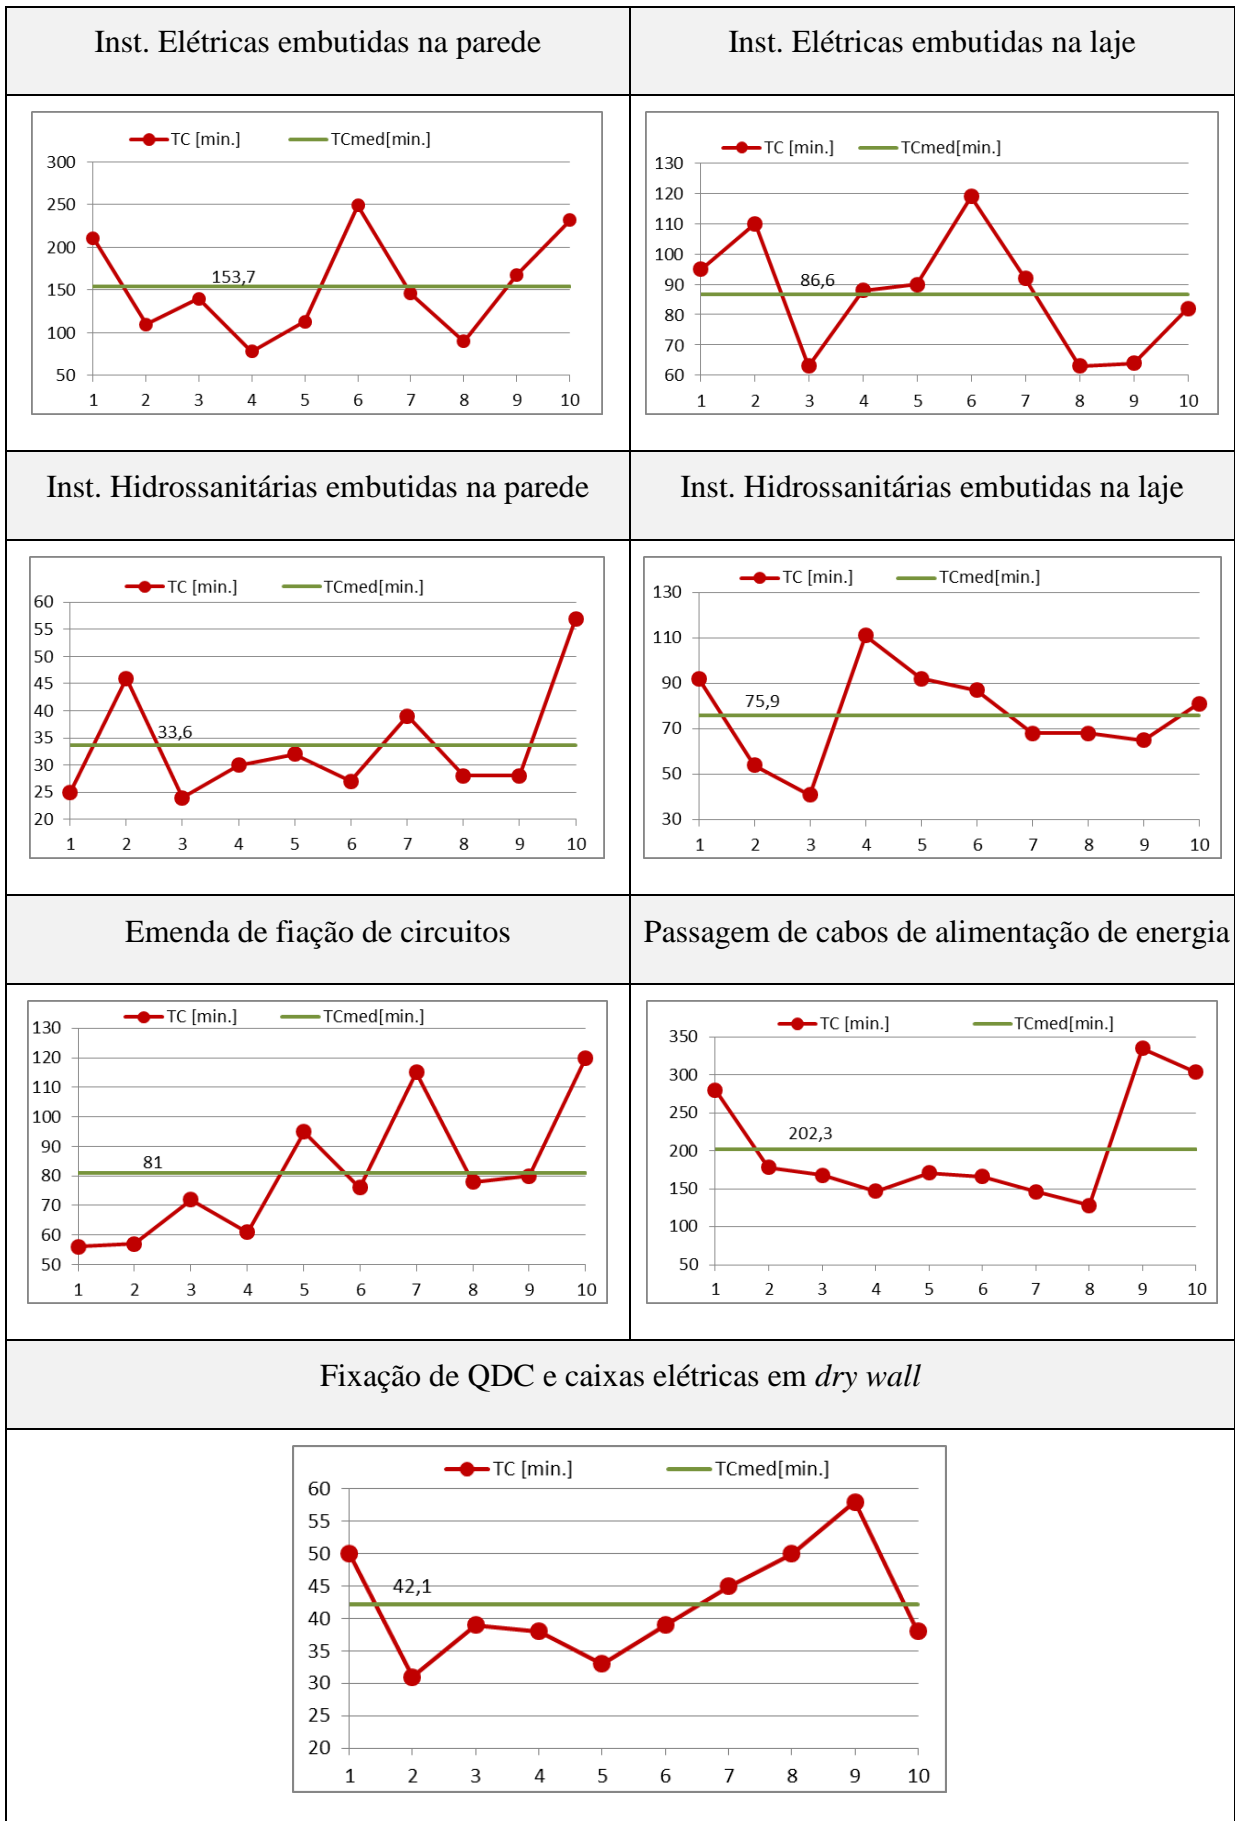 Inst. Elétricas embutidas na parede
Inst. Elétricas embutidas na laje
TC [min.] TCmed[min.]
300
250
200
150
100
50
153,7
1 2 3 4 5 6 7 8 9 10
TC [min.] TCmed[min.]
130
120
110
100
90
80
70
60
86,6
1 2 3 4 5 6 7 8 9 10
Inst. Hidrossanitárias embutidas na parede
Inst. Hidrossanitárias embutidas na laje
TC [min.] TCmed[min.]
60
55
50
45
40
35
30
25
20
33,6
1 2 3 4 5 6 7 8 9 10
TC [min.] TCmed[min.]
130
110
90
70
50
30
75,9
1 2 3 4 5 6 7 8 9 10
Emenda de fiação de circuitos
Passagem de cabos de alimentação de energia
TC [min.] TCmed[min.]
130
120
110
100
90
80
70
60
50
81
1 2 3 4 5 6 7 8 9 10
TC [min.] TCmed[min.]
350
300
250
200
150
100
50
202,3
1 2 3 4 5 6 7 8 9 10
Fixação de QDC e caixas elétricas em dry wall
TC [min.] TCmed[min.]
60
55
50
45
40
35
30
25
20
42,1
1 2 3 4 5 6 7 8 9 10